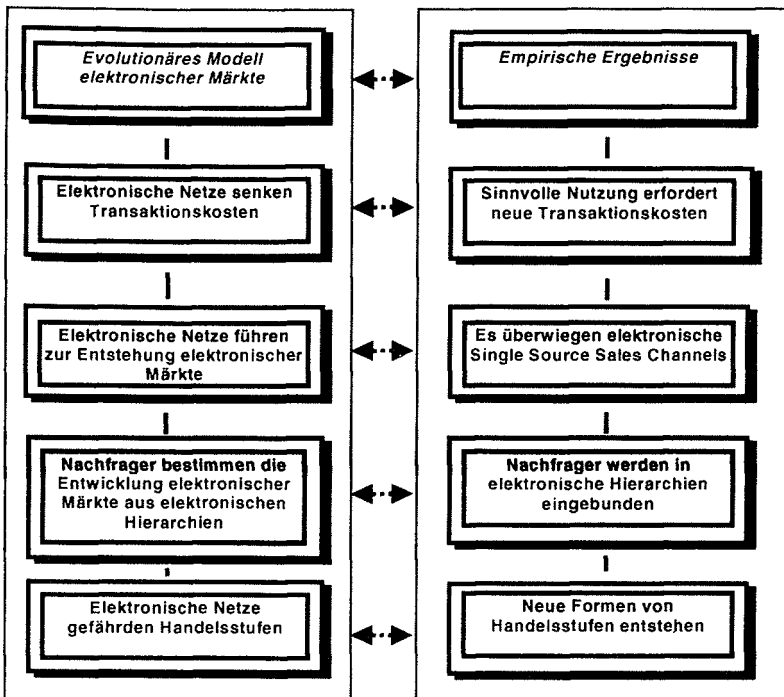 Evolutionäres Modell
elektronischer Märkte
Elektronische Netze senken
Transaktionskosten
Elektronische Netze führen
zur Entstehung elektronischer
Märkte
Nachfrager bestimmen die
Entwicklung elektronischer
Märkte aus elektronischen
Hierarchien
Elektronische Netze
gefährden Handelsstufen
Empirische Ergebnisse
Sinnvolle Nutzung erfordert
neue Transaktionskosten
Es überwiegen elektronische
Single Source Sales Channels
Nachfrager werden in
elektronische Hierarchien
eingebunden
Neue Formen von
Handelsstufen entstehen